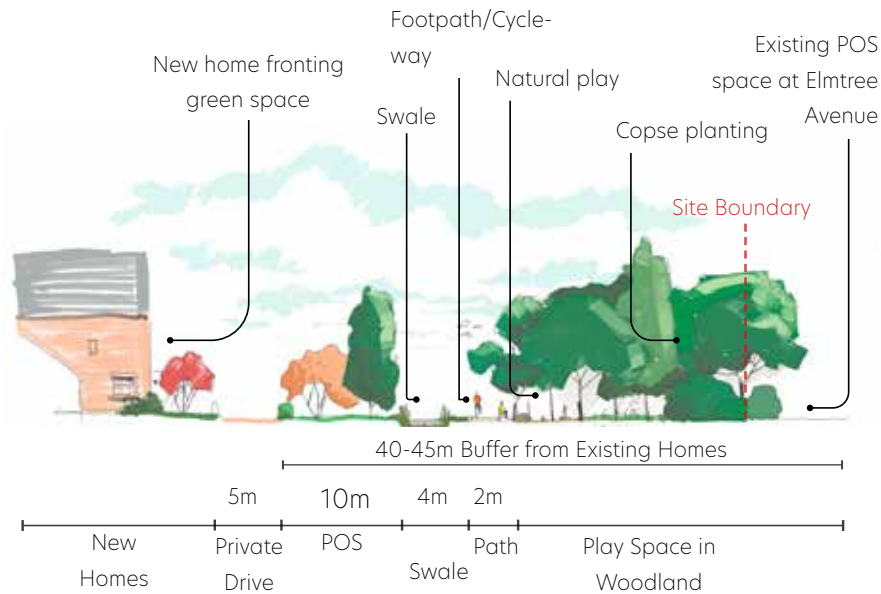 Footpath/Cycle-
way
New home fronting
green space
Swale
Natural play
Existing POS
space at Elmtree
Avenue
Copse planting
Site Boundary
40-45m Buffer from Existing Homes
5m
10m
4m
2m
New
Homes
Private
Drive
POS
Swale
Path
Play Space in
Woodland